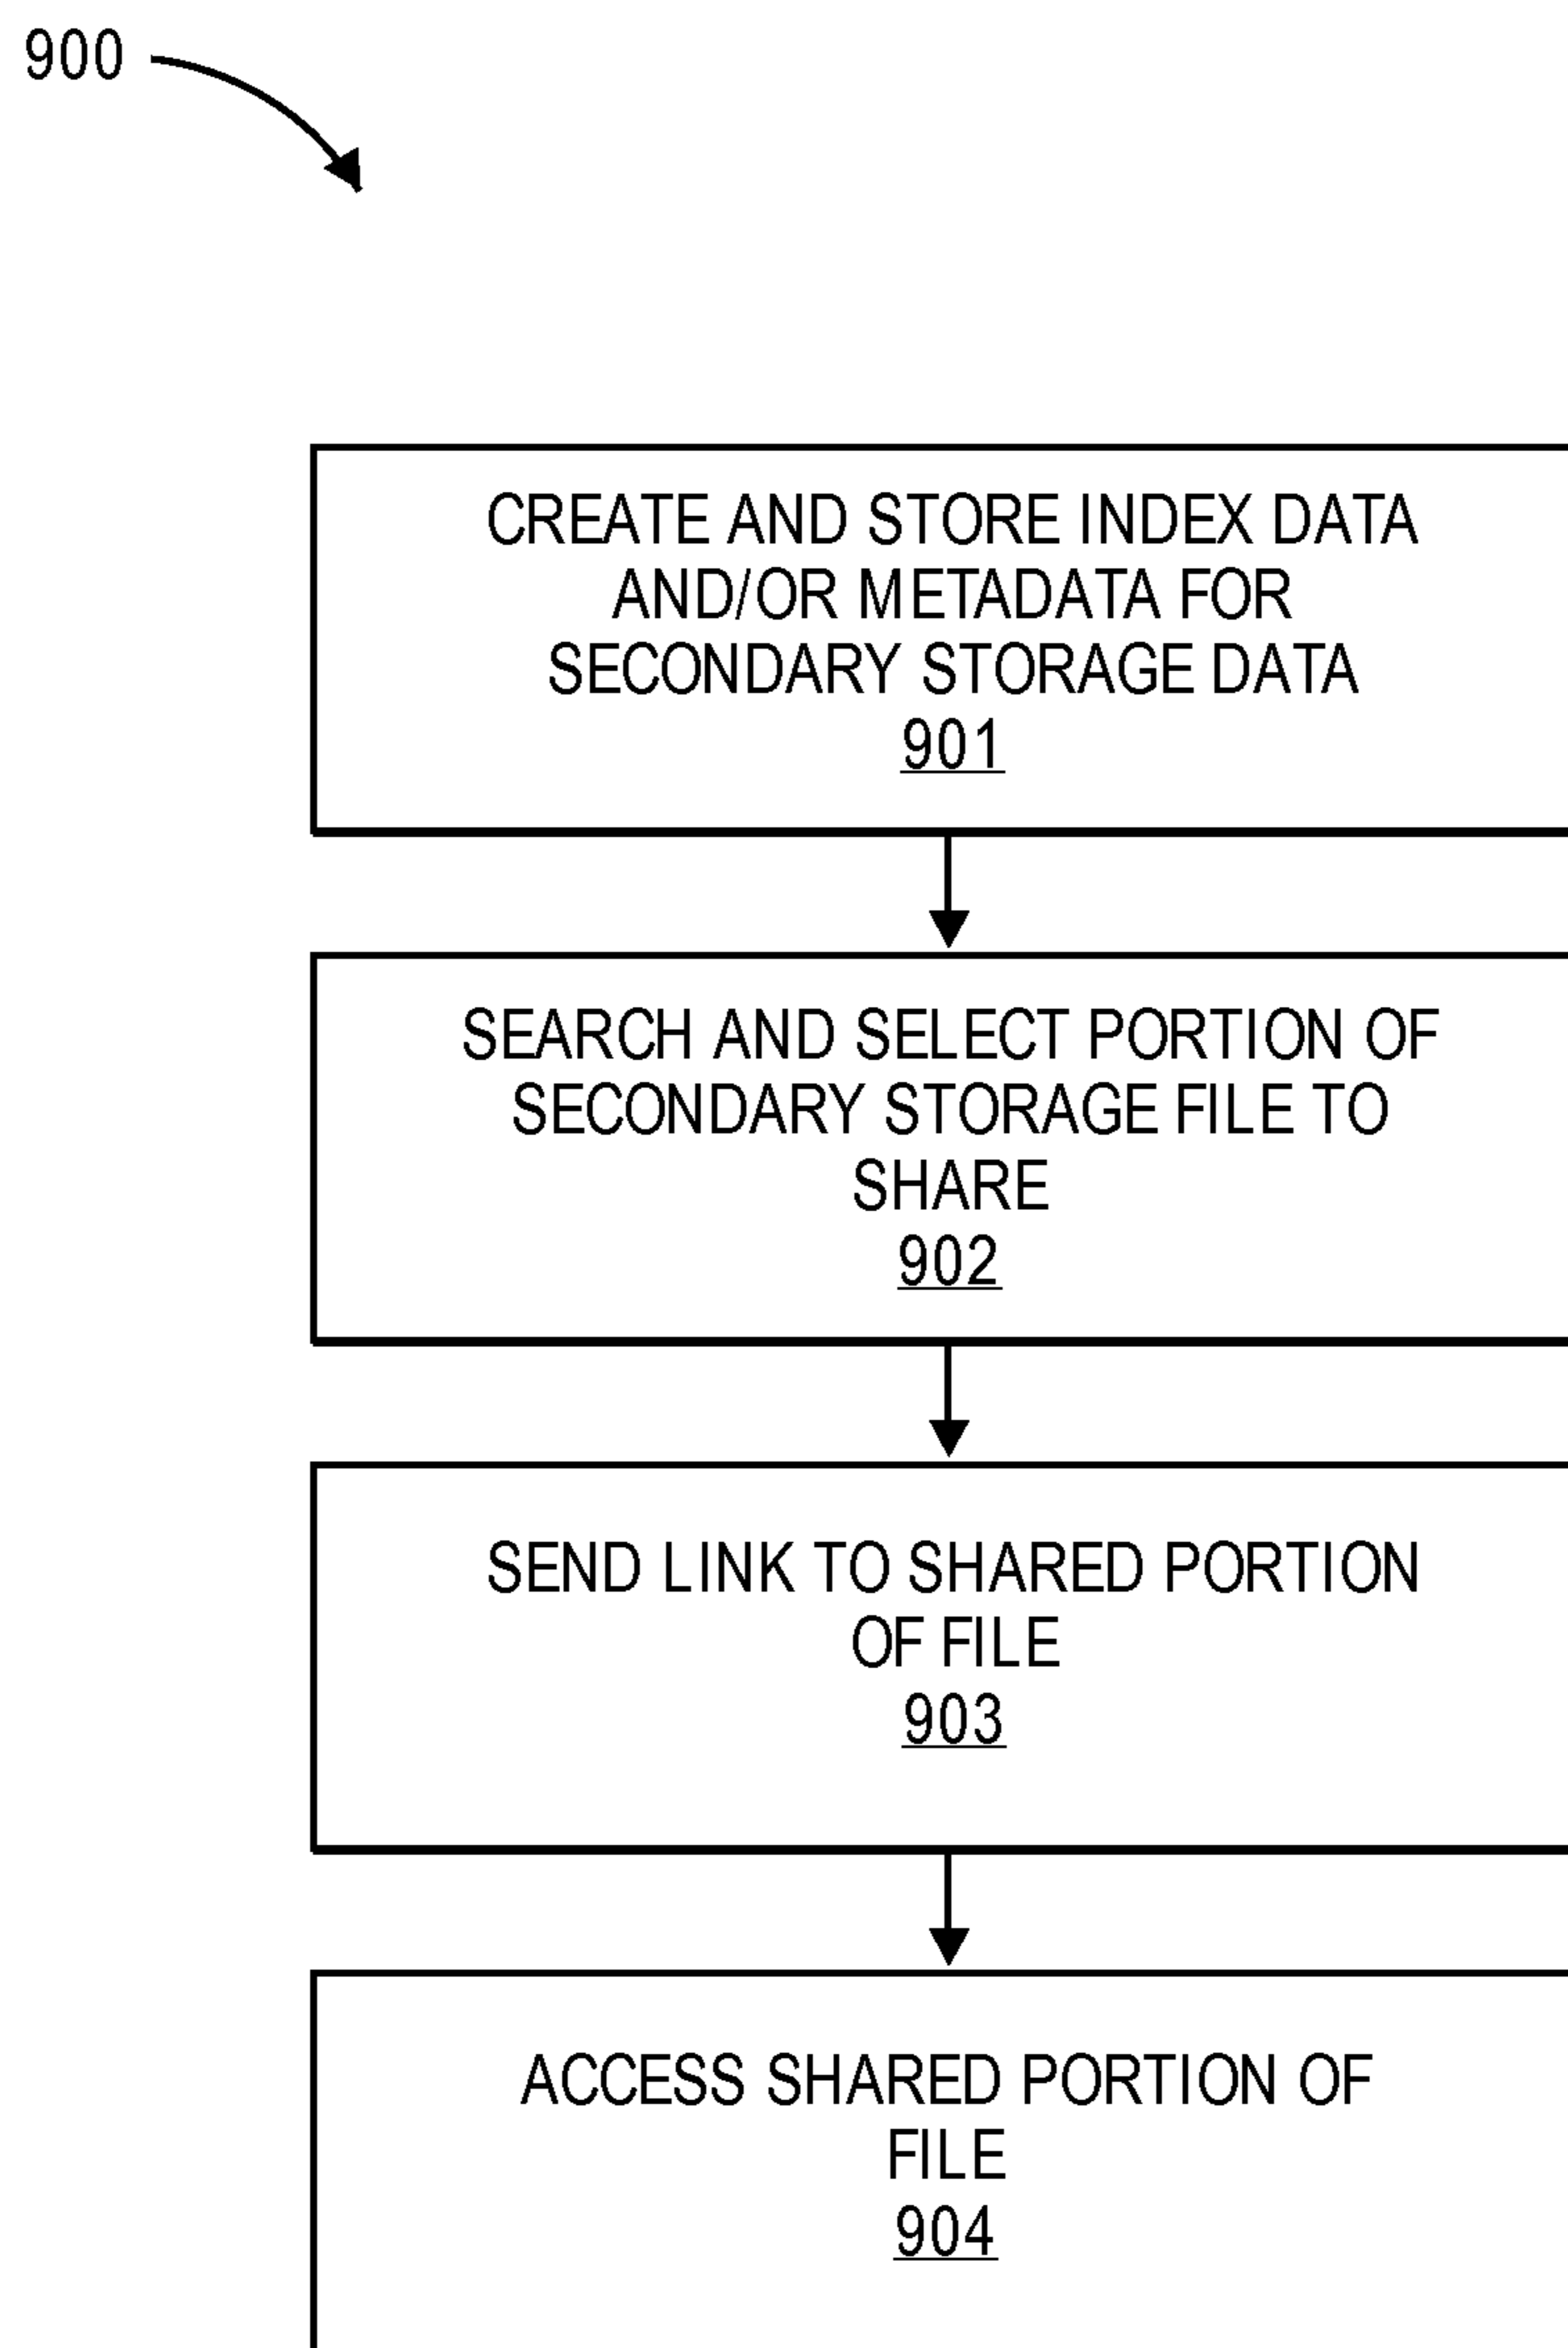 900
CREATE AND STORE INDEX DATA
AND/OR METADATA FOR
SECONDARY STORAGE DATA
901
SEARCH AND SELECT PORTION OF
SECONDARY STORAGE FILE TO
SHARE
902
SEND LINK TO SHARED PORTION
OF FILE
903
ACCESS SHARED PORTION OF
FILE
904